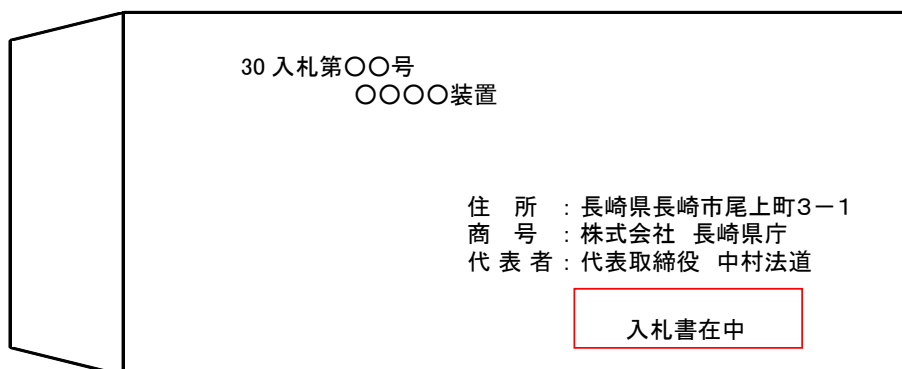 30 入札第〇〇号
〇〇〇〇装置
住　所　：長崎県長崎市尾上町３－１
商　号　：株式会社　長崎県庁
代 表 者：代表取締役　中村法道
入札書在中